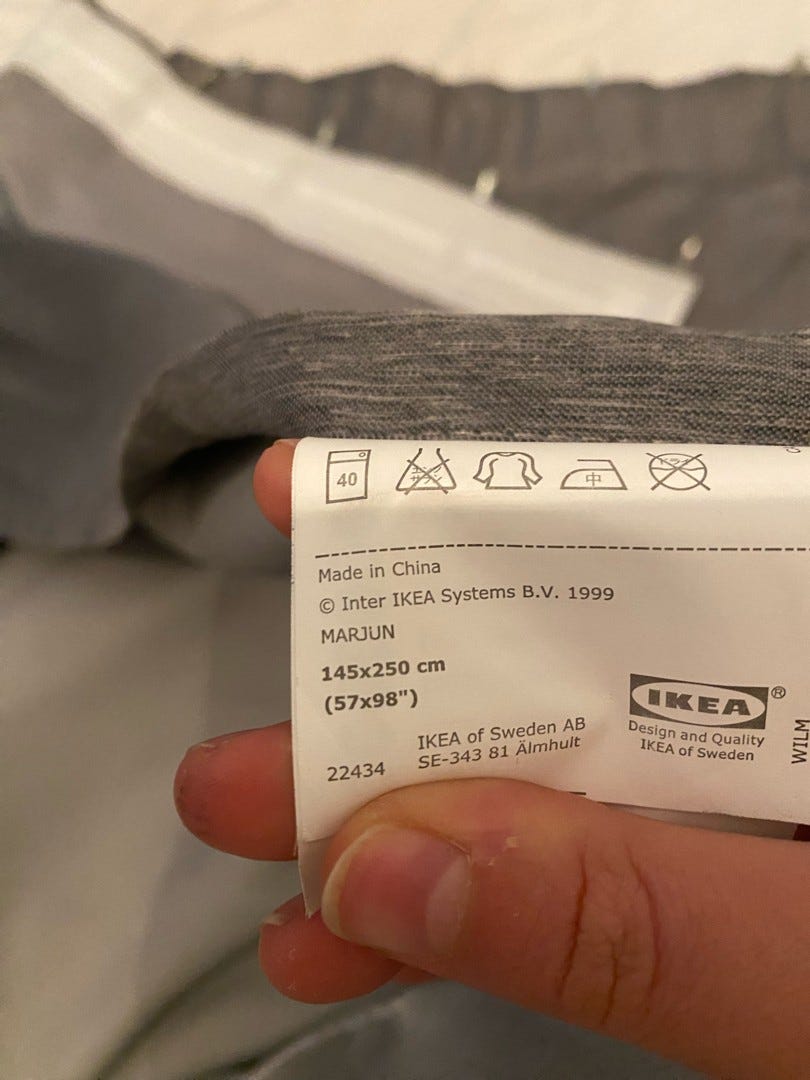 40
中
Made in China
© Inter IKEA Systems B.V. 1999
MARJUN
145x250 cm
(57x98")
22434
IKEA of Sweden AB
SE-343 81 Älmhult
IKEA®
Design and Quality
IKEA of Sweden
WILM